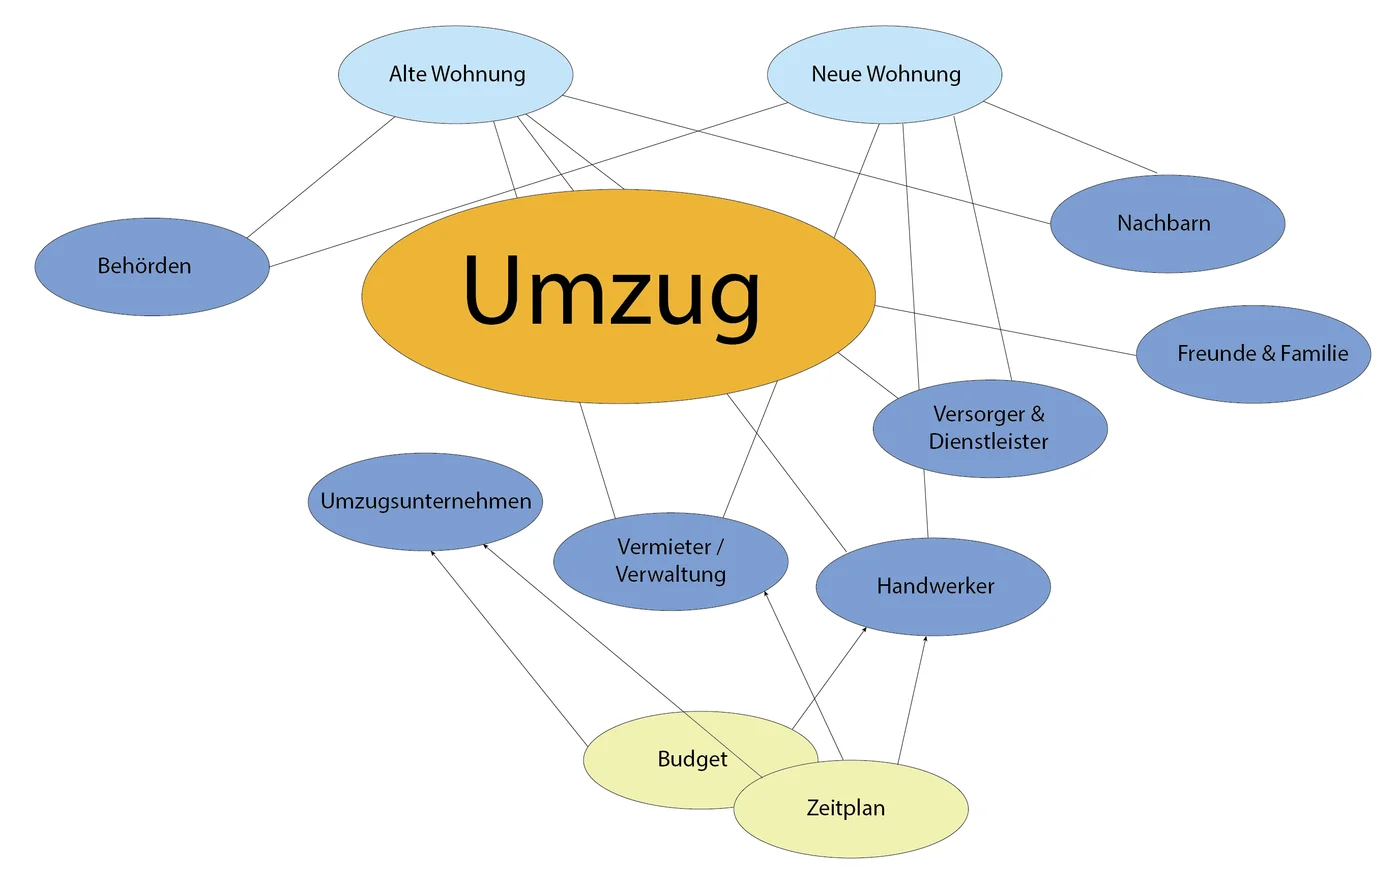 Alte Wohnung
Neue Wohnung
Nachbarn
Behörden
Umzug
Freunde & Familie
Versorger &
Dienstleister
Umzugsunternehmen
Vermieter /
Verwaltung
Handwerker
Budget
Zeitplan